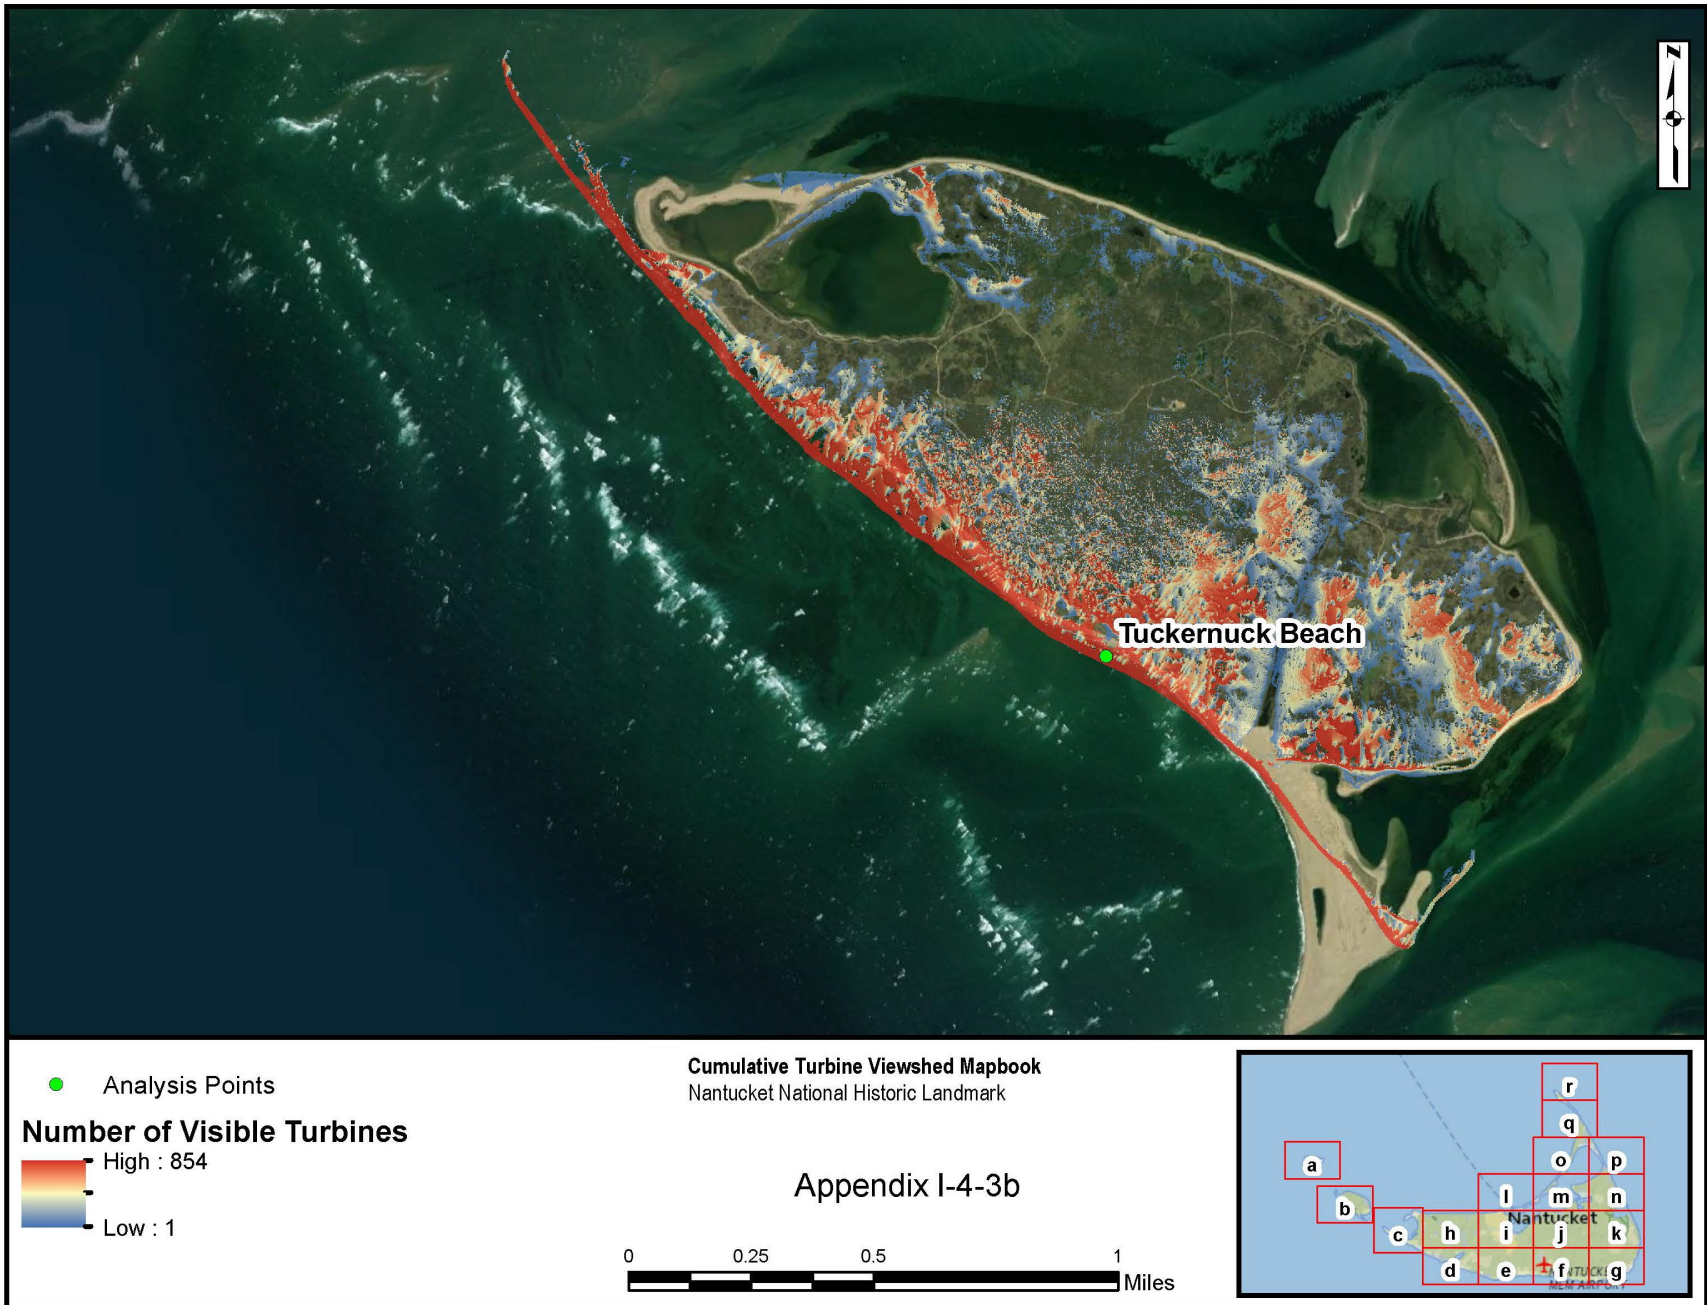 N
Tuckernuck Beach
Analysis Points
Number of Visible Turbines
High : 854
Low : 1
Cumulative Turbine Viewshed Mapbook
Nantucket National Historic Landmark
Appendix I-4-3b
0 0.25 0.5 1
Miles
r
q
o p
a
l m n
b
Nantucket
c h i j k
d e f g